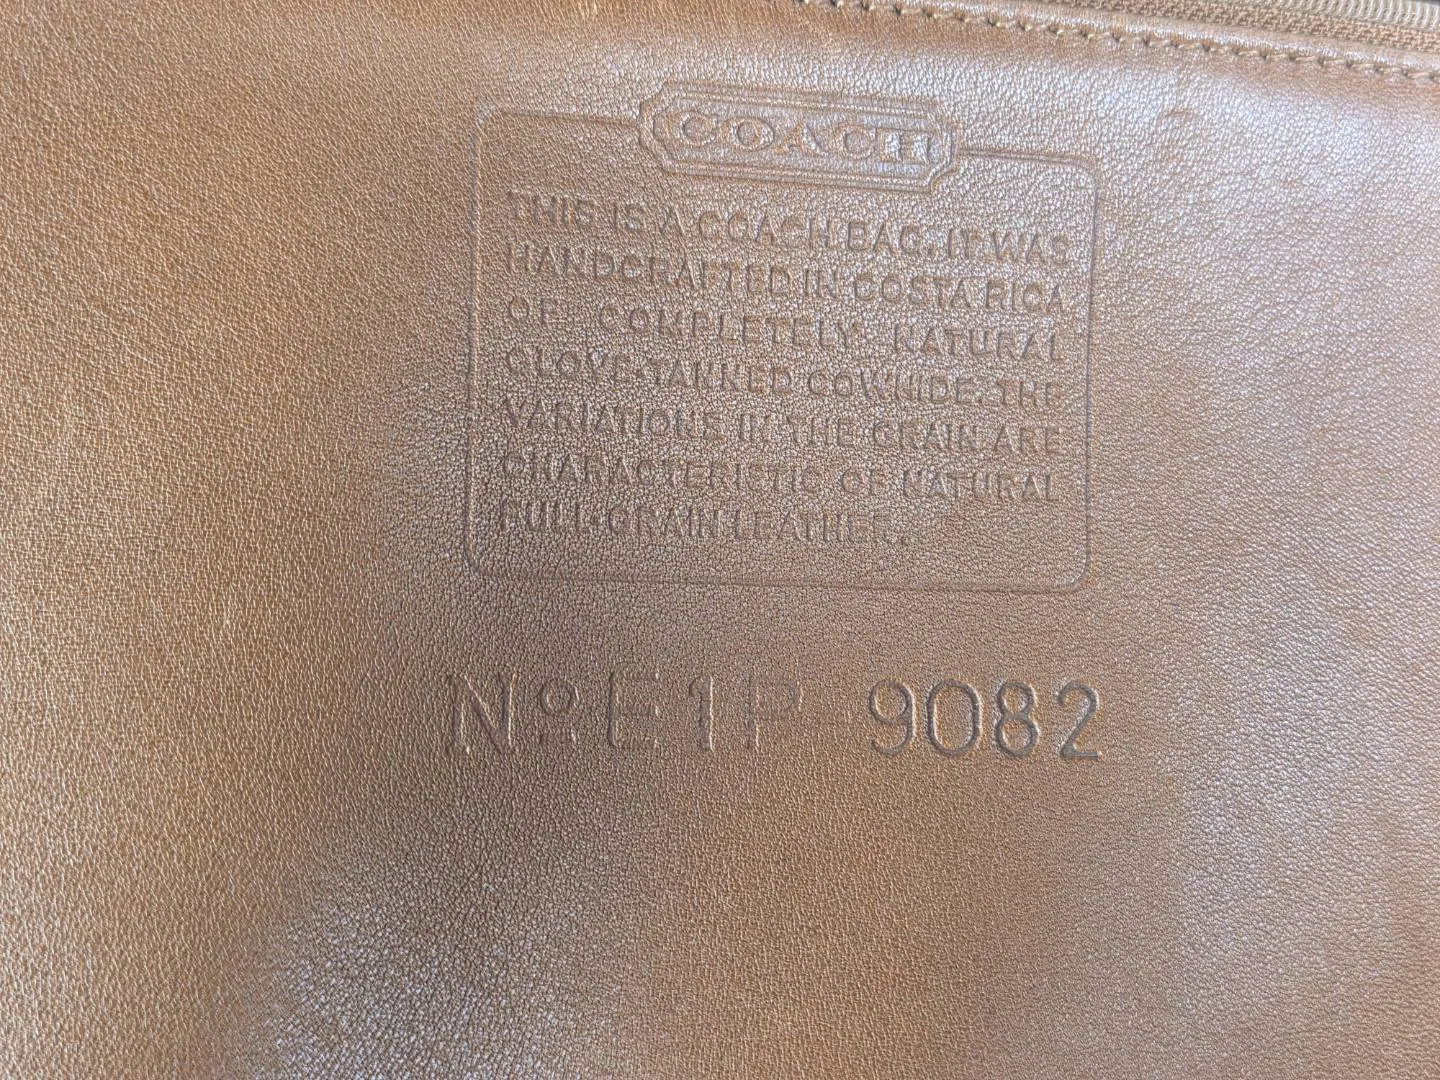 COACH
THIS IS A COACH BAG. IT WAS
HANDCRAFTED IN COSTA RICA
OF COMPLETELY NATURAL
GLOVE-TANNED COWHIDE. THE
VARIATIONS IN THE GRAIN ARE
CHARACTERISTIC OF NATURAL
FULL-GRAIN LEATHER.
No E1P-9082